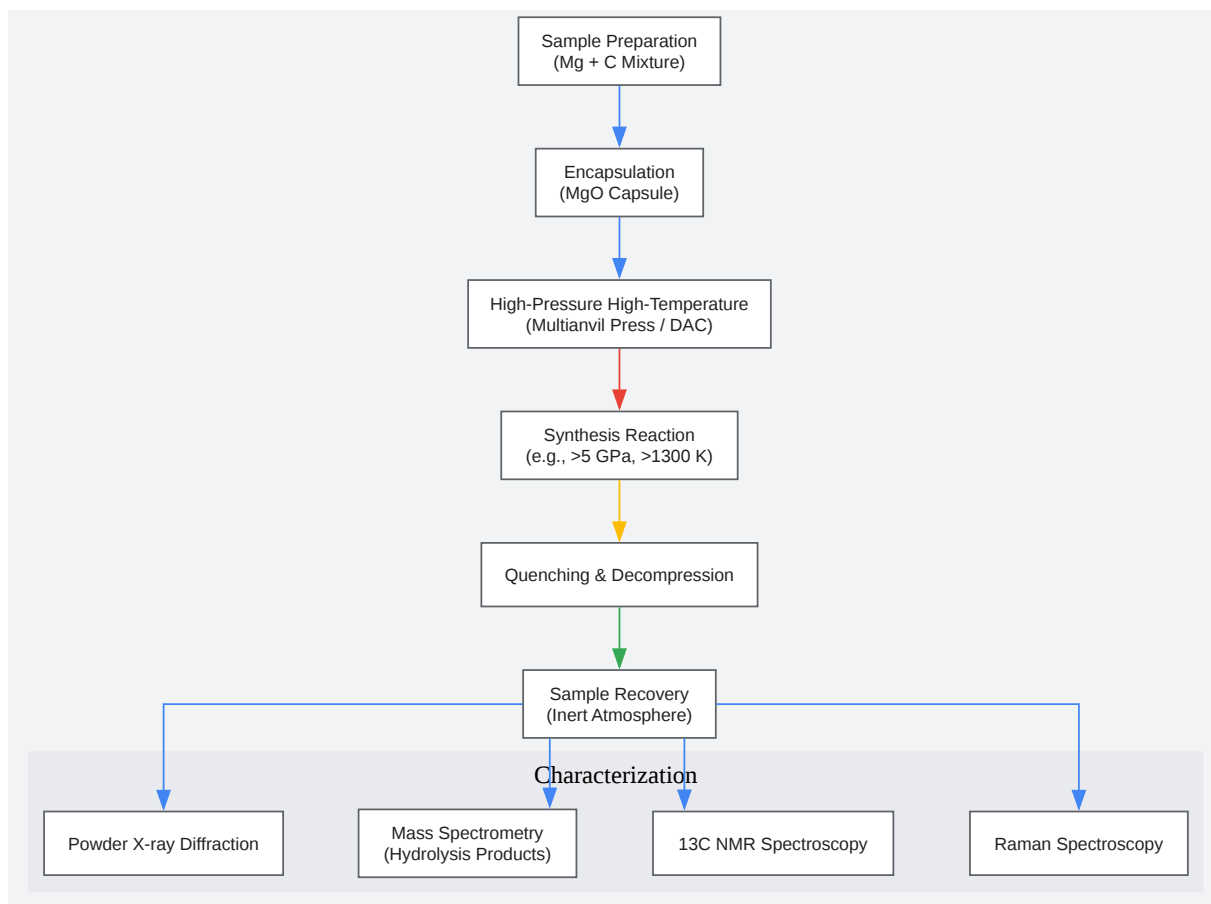 Sample Preparation
(Mg + C Mixture)
Encapsulation
(MgO Capsule)
High-Pressure High-Temperature
(Multianvil Press / DAC)
Synthesis Reaction
(e.g., >5 GPa, >1300 K)
Quenching & Decompression
Sample Recovery
(Inert Atmosphere)
Characterization
Powder X-ray Diffraction
Mass Spectrometry
(Hydrolysis Products)
13C NMR Spectroscopy
Raman Spectroscopy